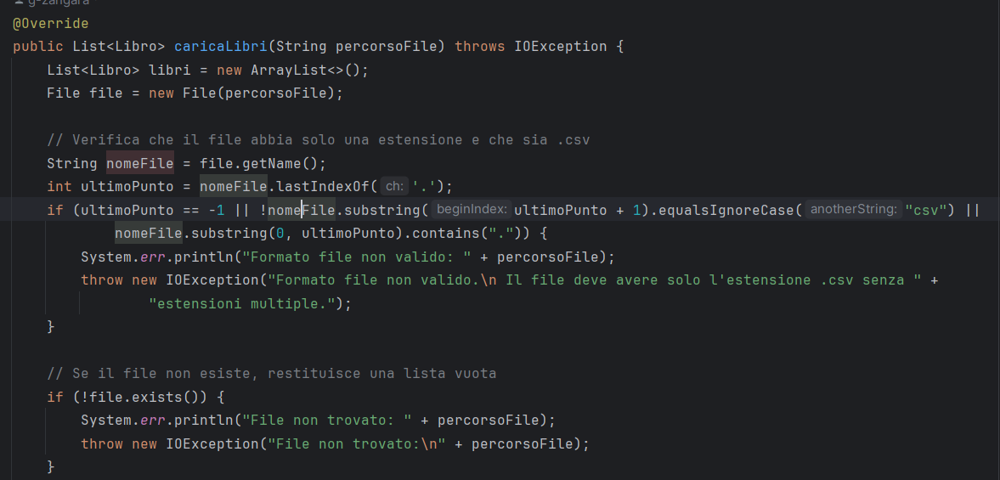 g-zangara
@Override
public List<Libro> caricaLibri(String percorsoFile) throws IOException {
List<Libro> libri = new ArrayList<>();
File file = new File(percorsoFile);
// Verifica che il file abbia solo una estensione e che sia .csv
String nomeFile = file.getName();
int ultimoPunto = nomeFile.lastIndexOf( ch: '.');
if (ultimoPunto == -1 || !nomeFile.substring( beginIndex: ultimoPunto + 1).equalsIgnoreCase( anotherString: "csv") ||
nomeFile.substring(0, ultimoPunto).contains(".")) {
System.err.println("Formato file non valido: " + percorsoFile);
throw new IOException("Formato file non valido.\n Il file deve avere solo l'estensione .csv senza " +
"estensioni multiple.");
}
// Se il file non esiste, restituisce una lista vuota
if (!file.exists()) {
System.err.println("File non trovato: " + percorsoFile);
throw new IOException("File non trovato:\n" + percorsoFile);
}